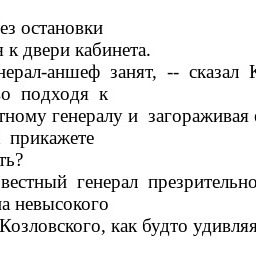 ез остановки
к двери кабинета.
нерал-аншеф занят, -- сказал
о подходя к
тному генералу и загораживая
прикажете
ть?
вестный генерал презрительно
на невысокого
Козловского, как будто удивляя